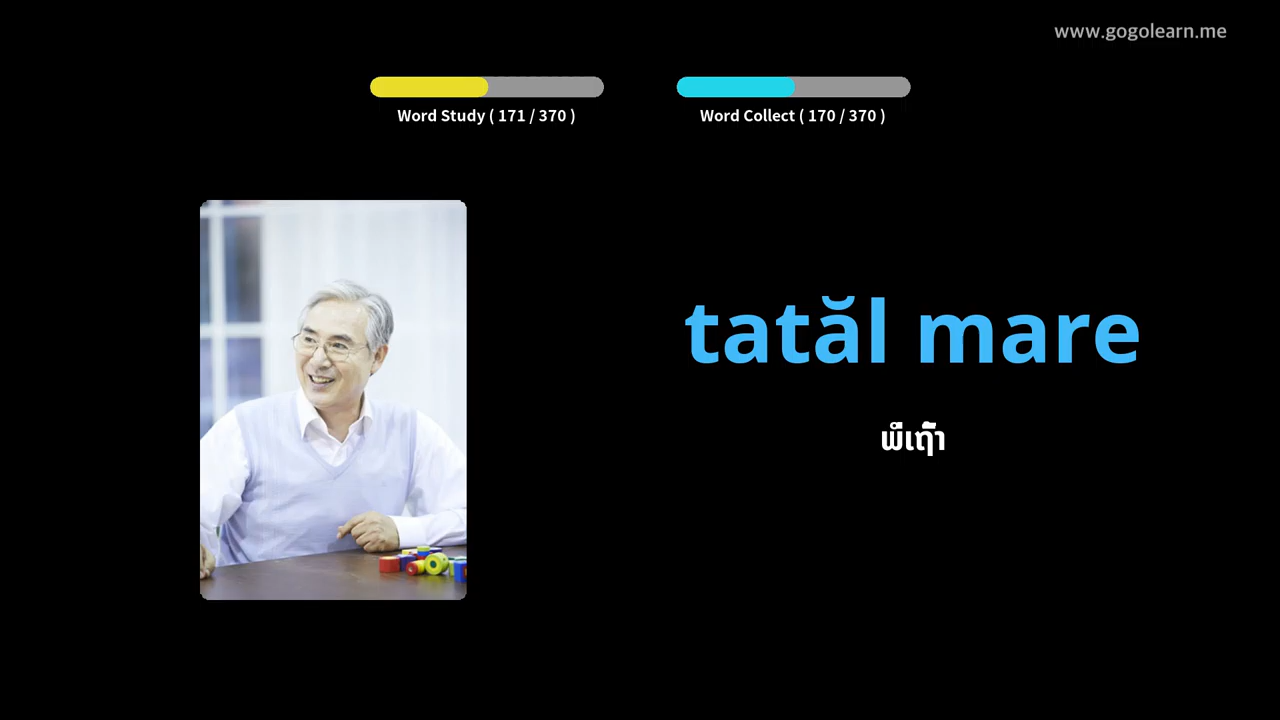 www.gogolearn.me
Word Study ( 171 / 370 )
Word Collect ( 170 / 370 )
tatăl mare
ພໍ່ເຖົ້າ